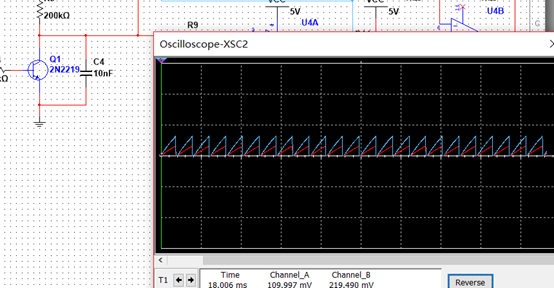 200kΩ
R9
VCC
5V
U4A
VCC
5V
U4B
Q1
2N2219
C4
10nF
Oscilloscope-XSC2
T1
Time
Channel_A
Channel_B
18.006 ms
109.997 mV
219.490 mV
Reverse